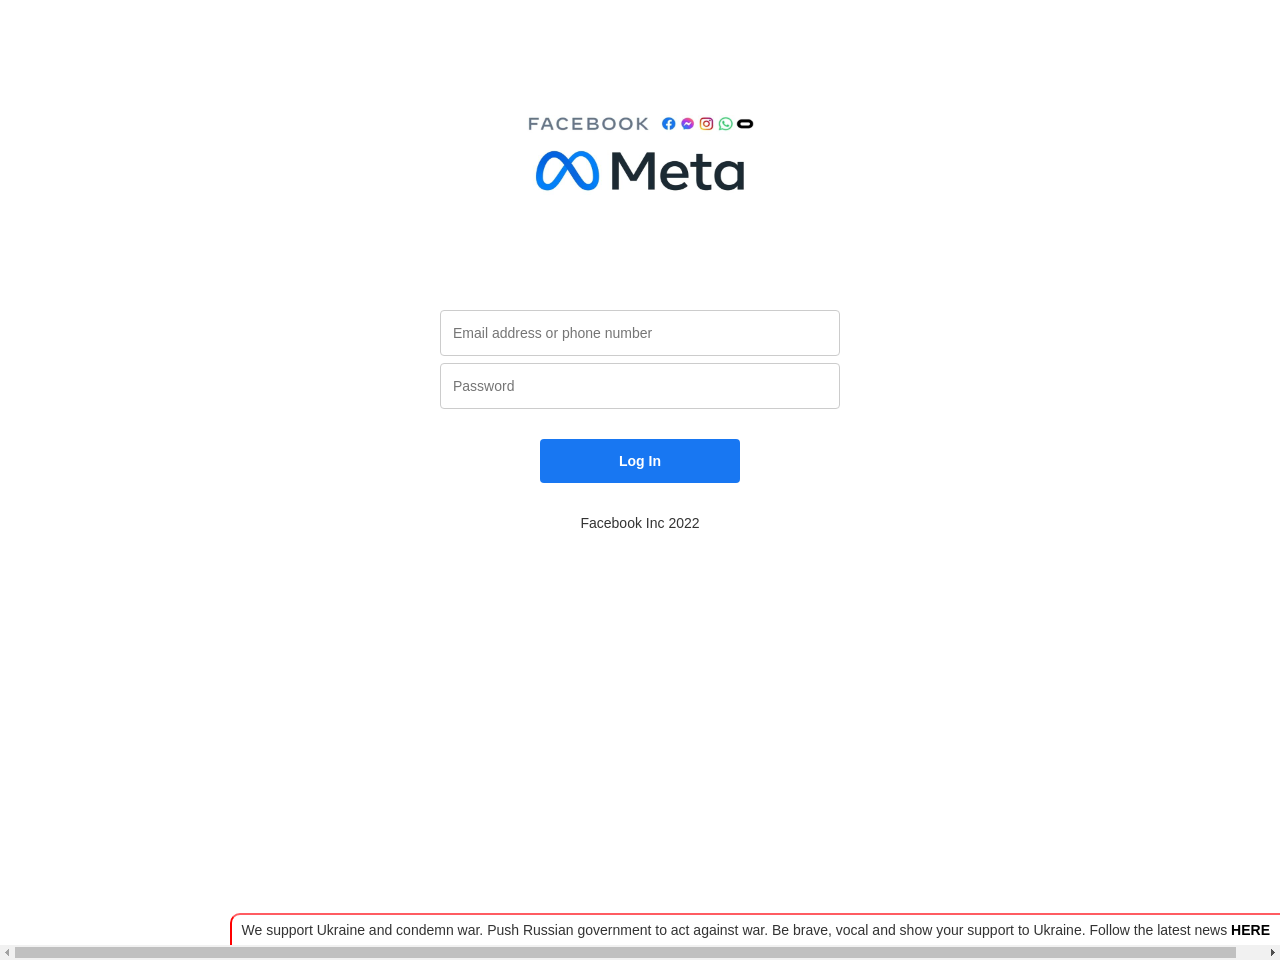 FACEBOOK
Meta
Email address or phone number
Password
Log In
Facebook Inc 2022
We support Ukraine and condemn war. Push Russian government to act against war. Be brave, vocal and show your support to Ukraine. Follow the latest news HERE